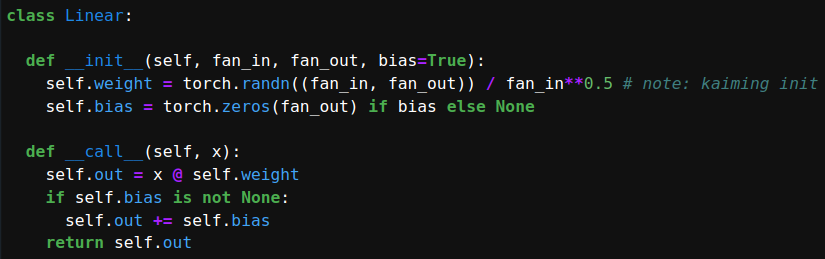 class Linear:
  def __init__(self, fan_in, fan_out, bias=True):
    self.weight = torch.randn((fan_in, fan_out)) / fan_in**0.5 # note: kaiming init
    self.bias = torch.zeros(fan_out) if bias else None
  def __call__(self, x):
    self.out = x @ self.weight
    if self.bias is not None:
      self.out += self.bias
    return self.out